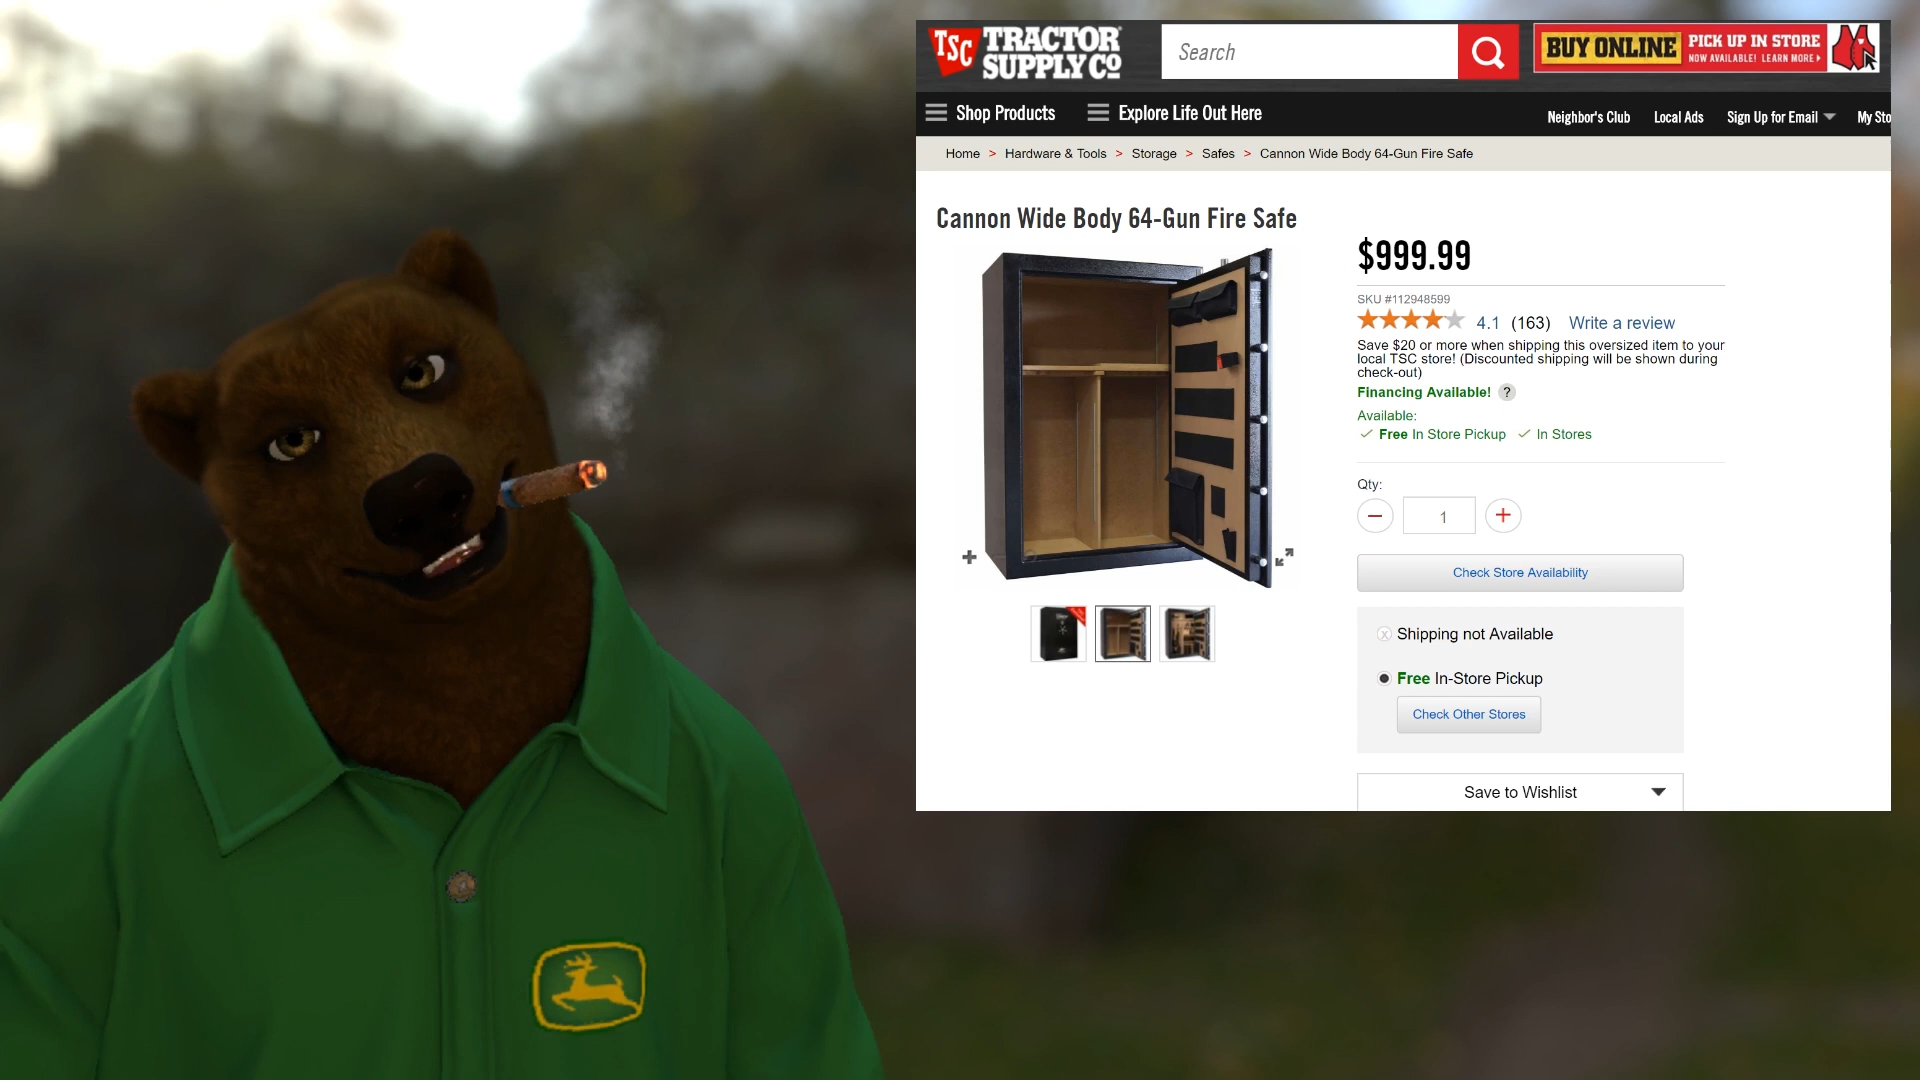 TSC TRACTOR
SUPPLY CO
Search
BUY ONLINE PICK UP IN STORE
NOW AVAILABLE! LEARN MORE
Shop Products
Explore Life Out Here
Neighbor's Club
Local Ads
Sign Up for Email
My Sto
Home > Hardware & Tools > Storage > Safes > Cannon Wide Body 64-Gun Fire Safe
Cannon Wide Body 64-Gun Fire Safe
$999.99
SKU #112948599
4.1 (163) Write a review
Save $20 or more when shipping this oversized item to your
local TSC store! (Discounted shipping will be shown during
check-out)
Financing Available! ?
Available:
Free In Store Pickup
In Stores
Qty:
1
Check Store Availability
Shipping not Available
Free In-Store Pickup
Check Other Stores
Save to Wishlist